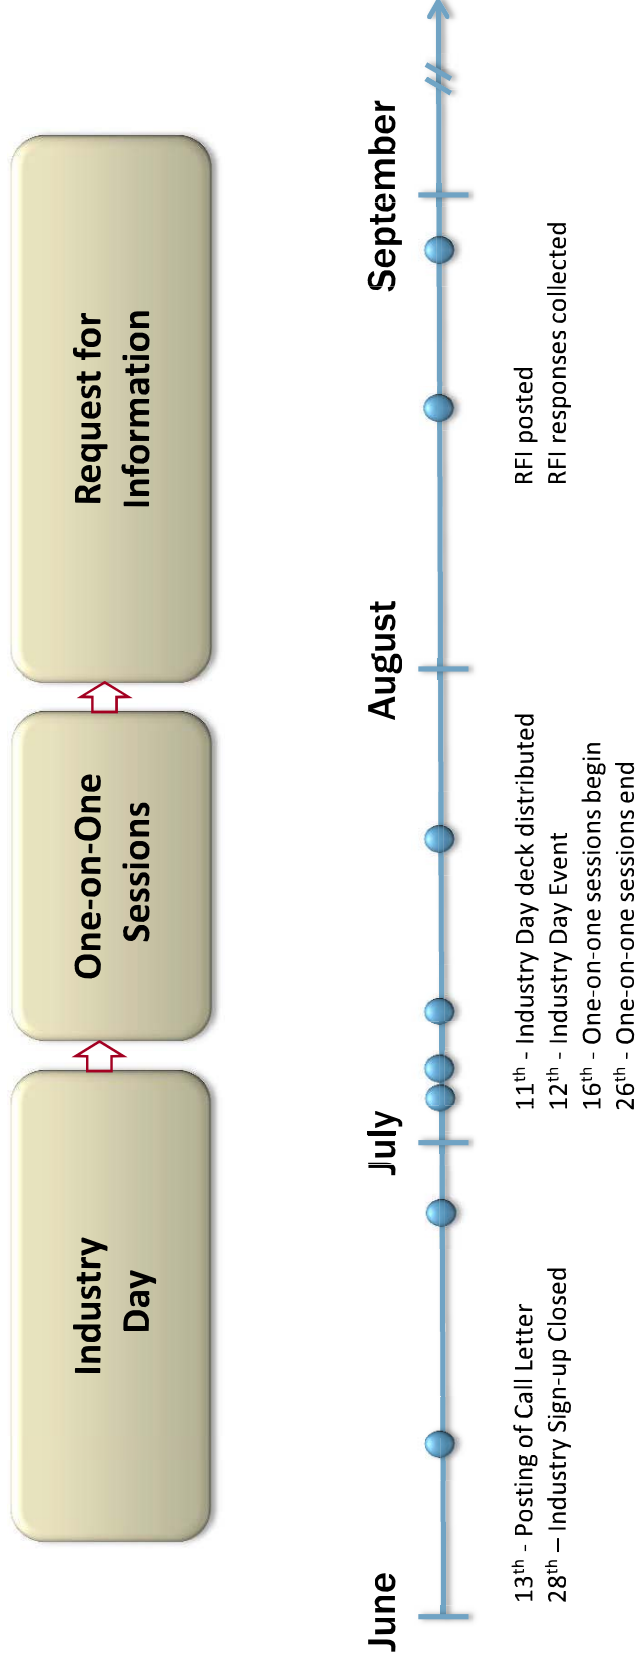 Industry
Day
One-on-One
Sessions
Request for
Information
June
July
August
September
13th - Posting of Call Letter
28th – Industry Sign-up Closed
11th - Industry Day deck distributed
12th - Industry Day Event
16th - One-on-one sessions begin
26th - One-on-one sessions end
RFI posted
RFI responses collected